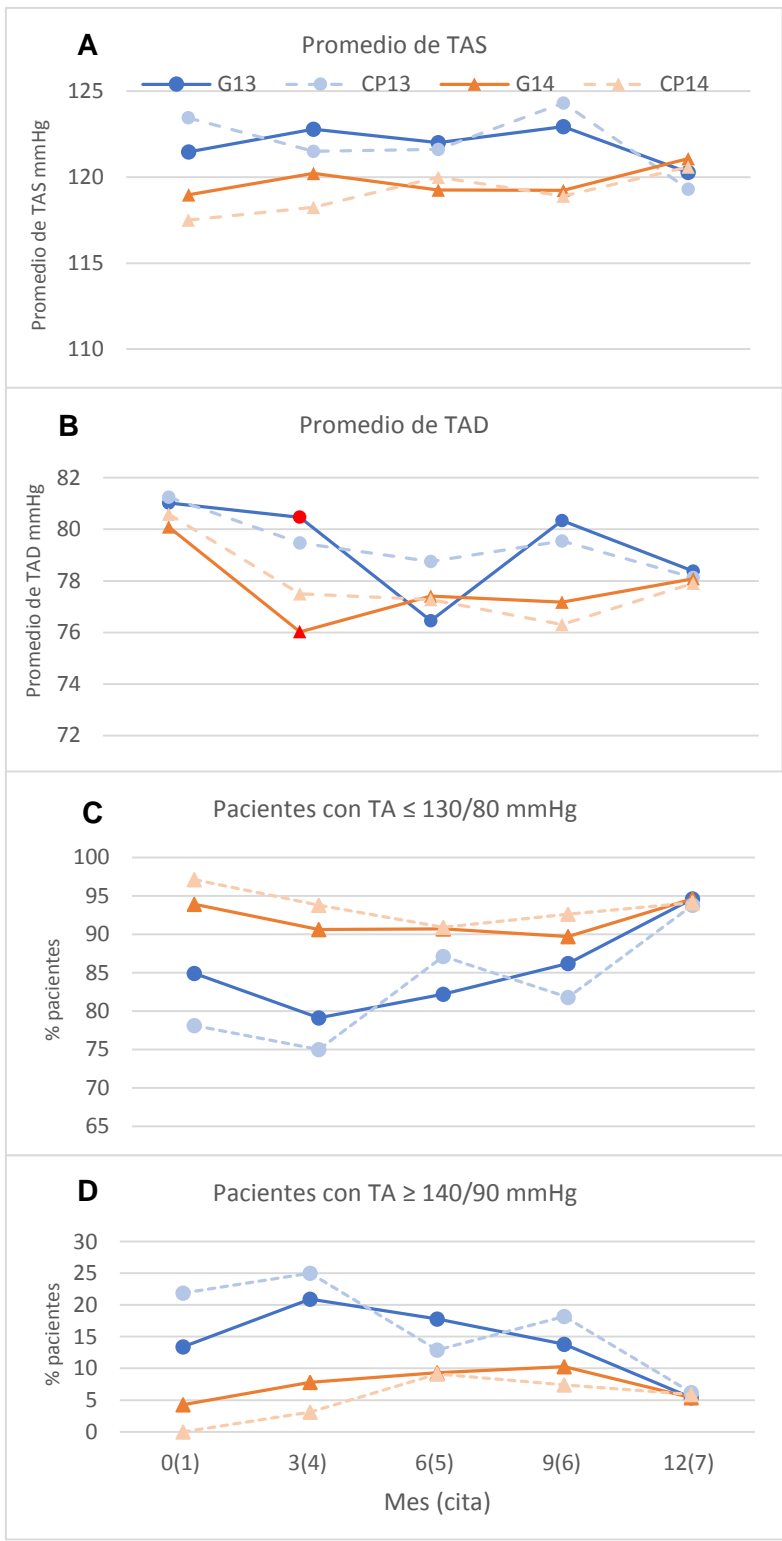 A
Promedio de TAS
G13 CP13 G14 CP14
Promedio de TAS mmHg
125
120
115
110
B
Promedio de TAD
Promedio de TAD mmHg
82
80
78
76
74
72
C
Pacientes con TA ≤ 130/80 mmHg
% pacientes
100
95
90
85
80
75
70
65
D
Pacientes con TA ≥ 140/90 mmHg
% pacientes
30
25
20
15
10
5
0
0(1) 3(4) 6(5) 9(6) 12(7)
Mes (cita)